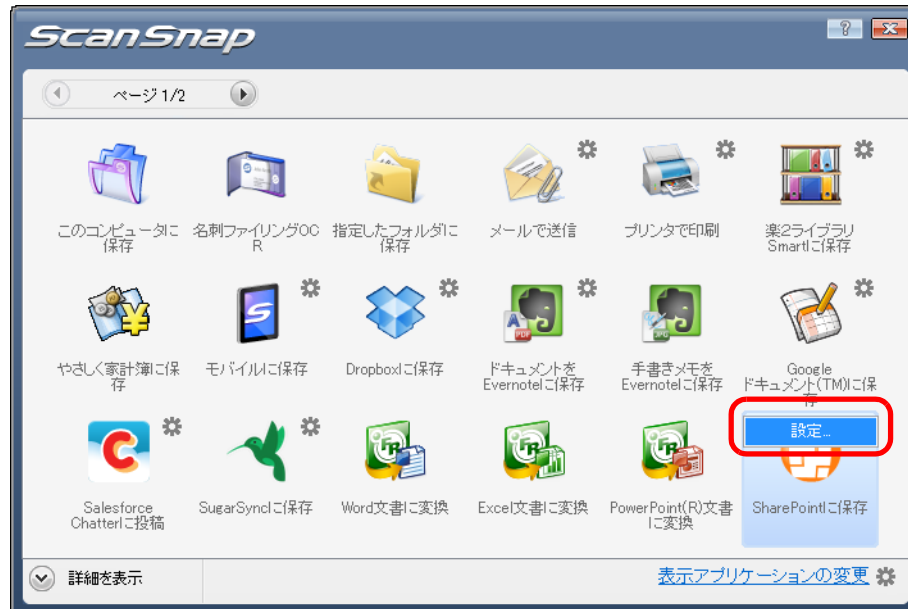 ScanSnap
ページ 1/2
このコンピュータに
保存
名刺ファイリングOC
R
指定したフォルダに
保存
メールで送信
プリンタで印刷
楽2ライブラリ
Smartに保存
やさしく家計簿に保
存
モバイルに保存
Dropboxに保存
ドキュメントを
Evernoteに保存
手書きメモを
Evernoteに保存
Google
ドキュメント(TM)に保
存
設定...
Salesforce
Chatterに投稿
SugarSyncに保存
Word文書に変換
Excel文書に変換
PowerPoint(R)文書
に変換
SharePointに保存
詳細を表示
表示アプリケーションの変更